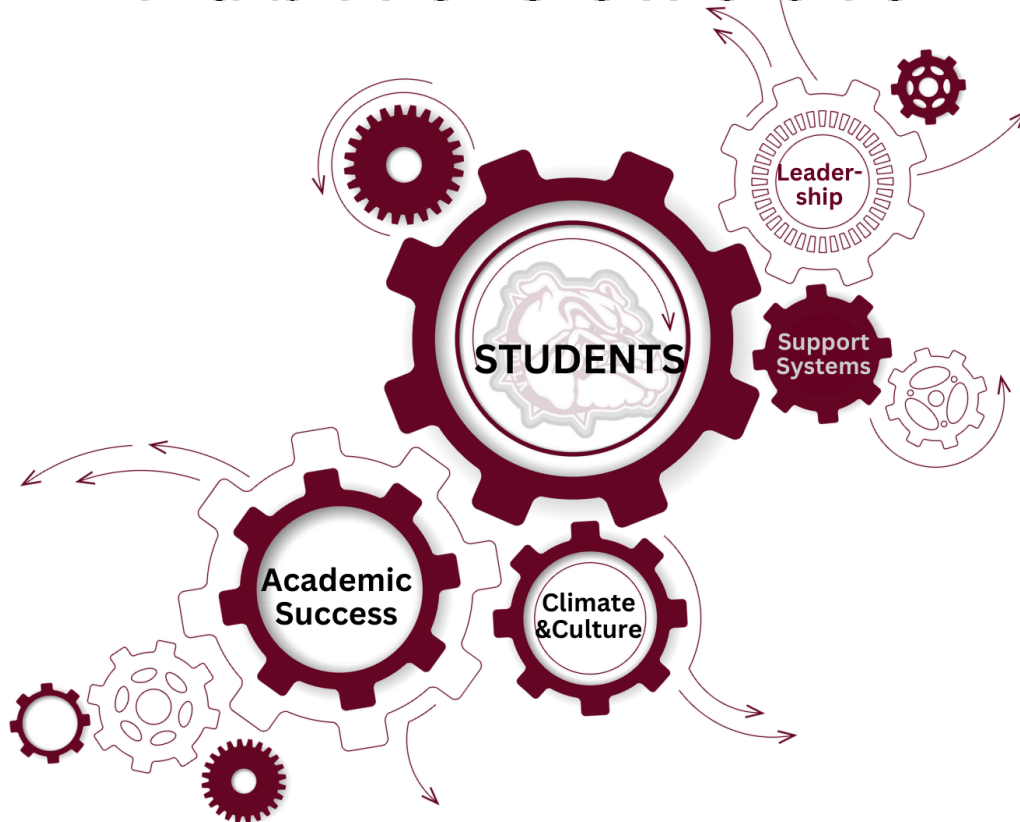 Leader-
ship
STUDENTS
Support
Systems
Academic
Success
Climate
&Culture